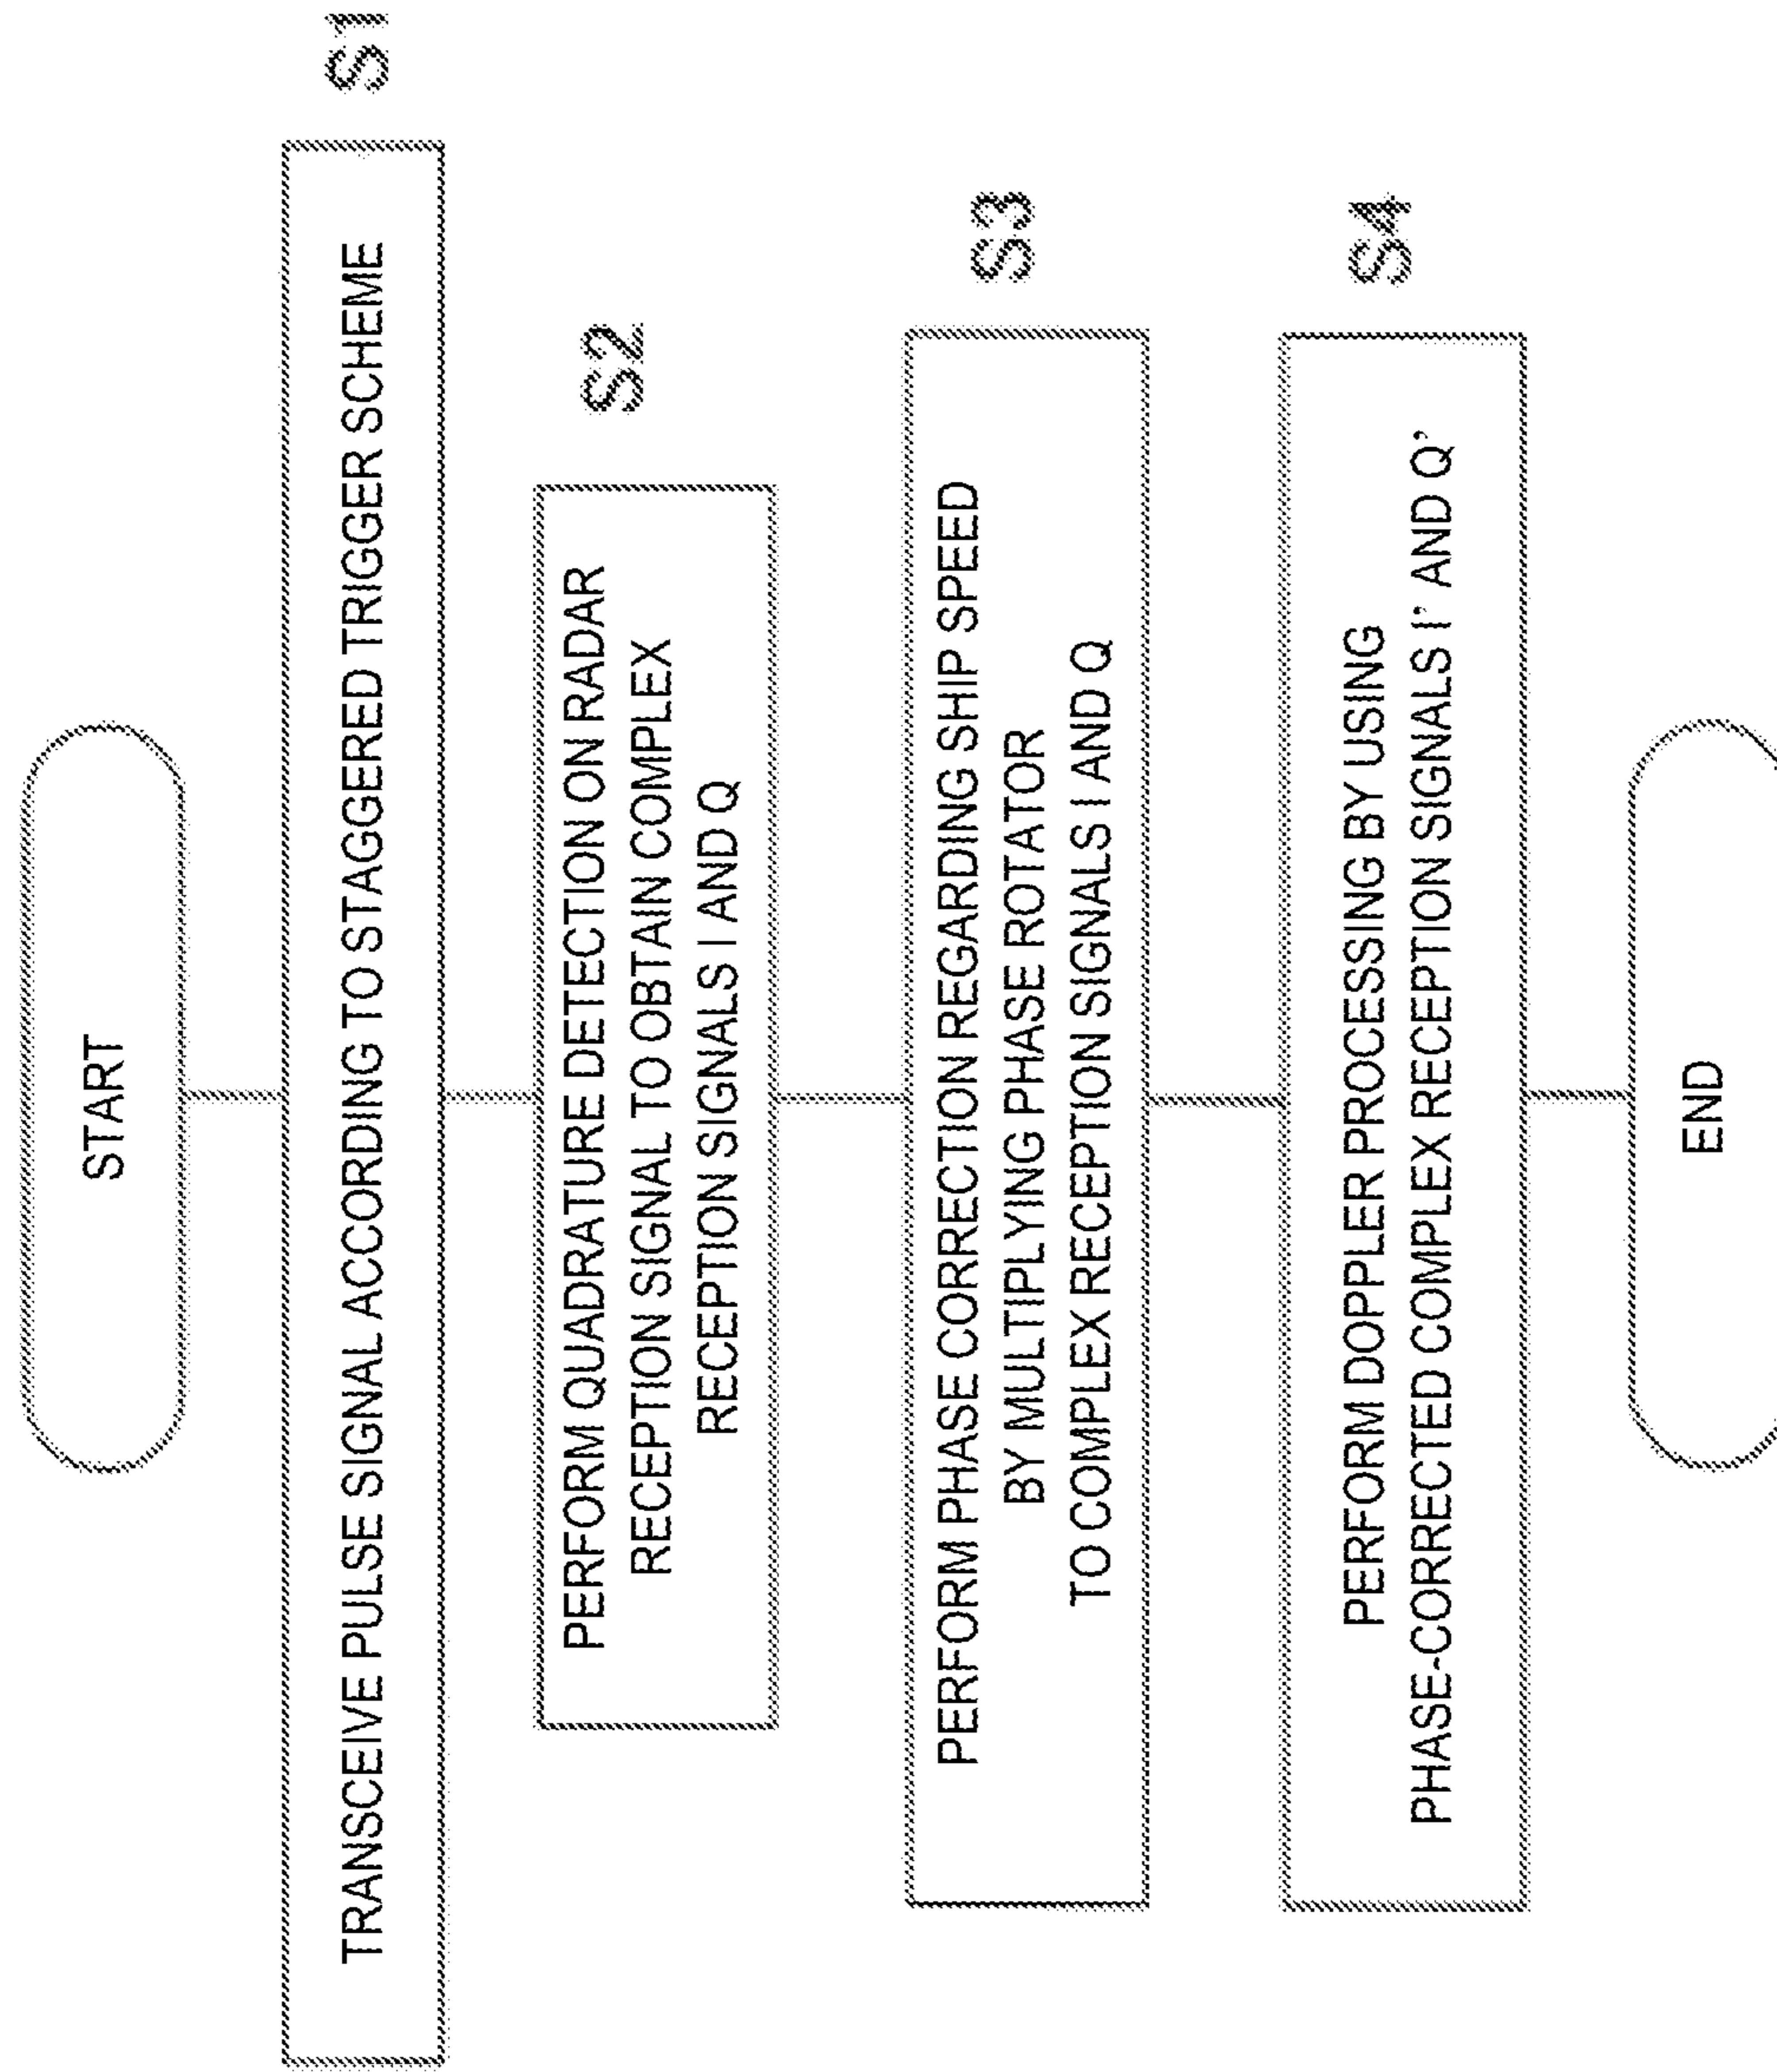 START
TRANSCEIVE PULSE SIGNAL ACCORDING TO STAGGERED TRIGGER SCHEME
S1
PERFORM QUADRATURE DETECTION ON RADAR
RECEPTION SIGNAL TO OBTAIN COMPLEX
RECEPTION SIGNALS I AND Q
S2
PERFORM PHASE CORRECTION REGARDING SHIP SPEED
BY MULTIPLYING PHASE ROTATOR
TO COMPLEX RECEPTION SIGNALS I AND Q
S3
PERFORM DOPPLER PROCESSING BY USING
PHASE-CORRECTED COMPLEX RECEPTION SIGNALS I' AND Q'
S4
END